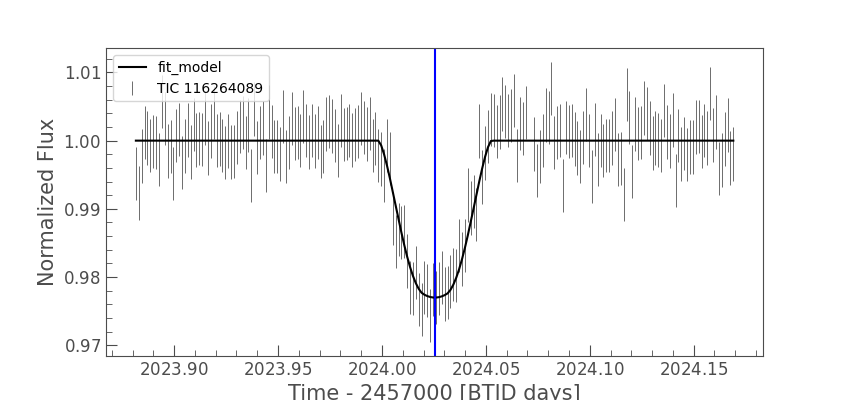 fit_model
TIC 116264089
1.01
1.00
0.99
0.98
0.97
Normalized Flux
2023.90 2023.95 2024.00 2024.05 2024.10 2024.15
Time - 2457000 [BTJD days]